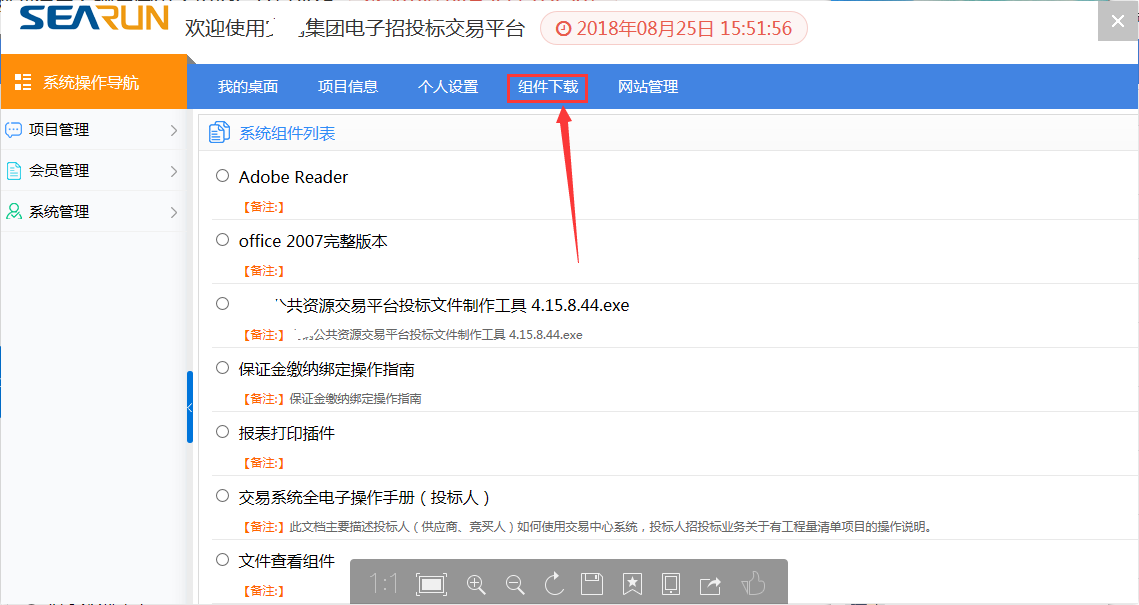 SEARUN
欢迎使用 集团电子招投标交易平台
2018年08月25日 15:51:56
系统操作导航
我的桌面 项目信息 个人设置 组件下载 网站管理
项目管理
会员管理
系统管理
系统组件列表
Adobe Reader
【备注:】
office 2007完整版本
【备注:】
共资源交易平台投标文件制作工具 4.15.8.44.exe
【备注:】 公共资源交易平台投标文件制作工具 4.15.8.44.exe
保证金缴纳绑定操作指南
【备注:】保证金缴纳绑定操作指南
报表打印插件
【备注:】
交易系统全电子操作手册（投标人）
【备注:】此文档主要描述投标人（供应商、竞买人）如何使用交易中心系统，投标人招投标业务关于有工程量清单项目的操作说明。
文件查看组件
【备注:】
1:1